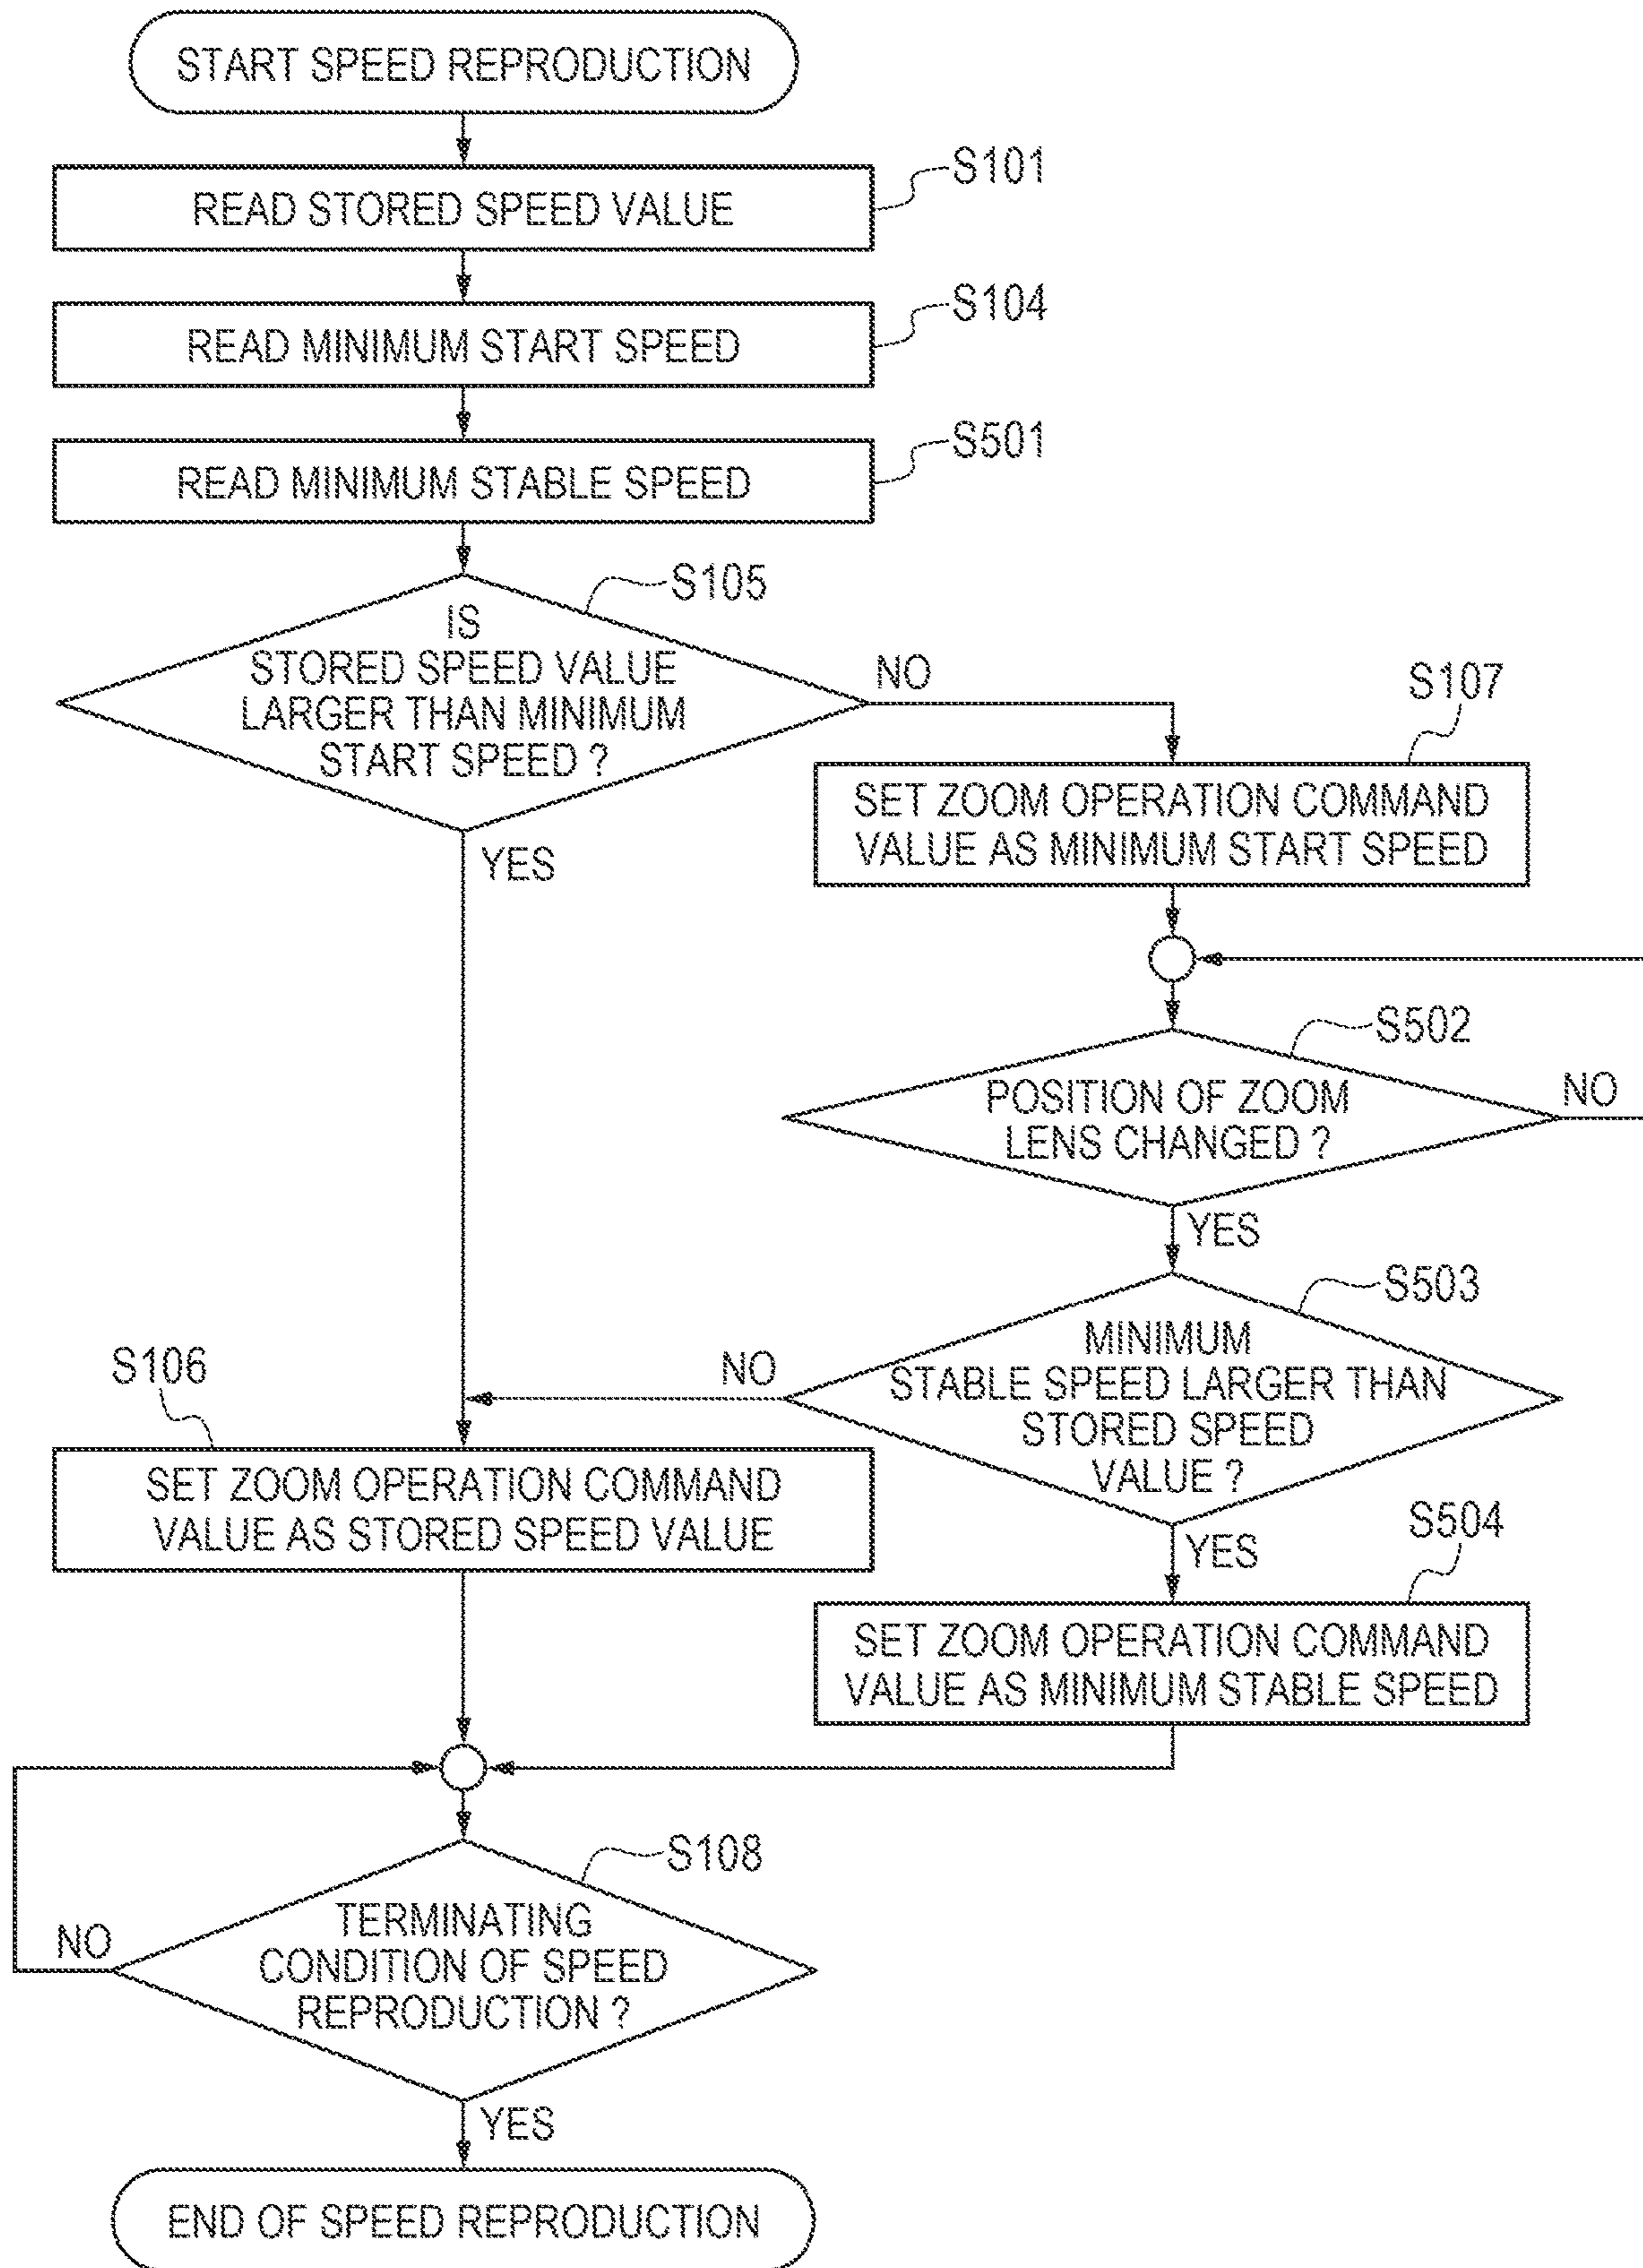 START SPEED REPRODUCTION
S101
READ STORED SPEED VALUE
S104
READ MINIMUM START SPEED
S501
READ MINIMUM STABLE SPEED
S105
IS
STORED SPEED VALUE
LARGER THAN MINIMUM
START SPEED ?
NO
YES
S107
SET ZOOM OPERATION COMMAND
VALUE AS MINIMUM START SPEED
S502
POSITION OF ZOOM
LENS CHANGED ?
NO
YES
S503
MINIMUM
STABLE SPEED LARGER THAN
STORED SPEED
VALUE ?
NO
YES
S106
SET ZOOM OPERATION COMMAND
VALUE AS STORED SPEED VALUE
S504
SET ZOOM OPERATION COMMAND
VALUE AS MINIMUM STABLE SPEED
S108
TERMINATING
CONDITION OF SPEED
REPRODUCTION ?
NO
YES
END OF SPEED REPRODUCTION